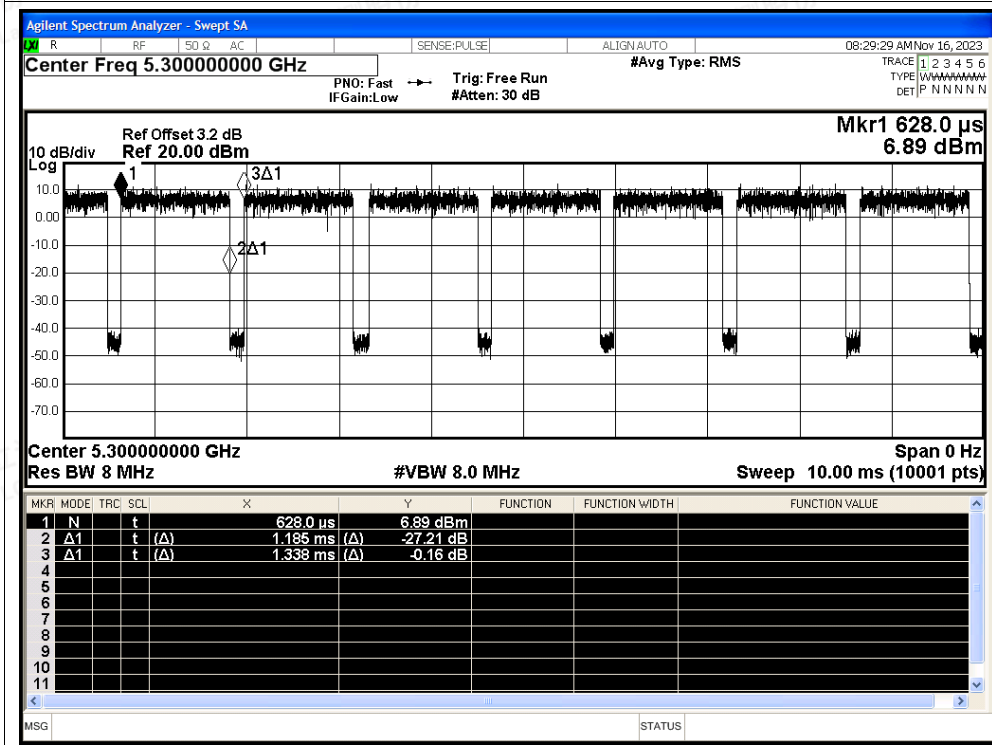 Agilent Spectrum Analyzer - Swept SA
LXI R RF 50 Ω AC SENSE:PULSE ALIGN AUTO 08:29:29 AM Nov 16, 2023
Center Freq 5.300000000 GHz #Avg Type: RMS TRACE 1 2 3 4 5 6
PNO: Fast Trig: Free Run TYPE W
IFGain:Low #Atten: 30 dB DET P N N N N N
Mkr1 628.0 µs
Ref Offset 3.2 dB
10 dB/div Ref 20.00 dBm 6.89 dBm
Log
1 3Δ1
10.0
0.00
-10.0
2Δ1
-20.0
-30.0
-40.0
-50.0
-60.0
-70.0
Center 5.300000000 GHz Span 0 Hz
Res BW 8 MHz #VBW 8.0 MHz Sweep 10.00 ms (10001 pts)
MKR MODE TRC SCL X Y FUNCTION FUNCTION WIDTH FUNCTION VALUE
1 N t 628.0 µs 6.89 dBm
2 Δ1 t (Δ) 1.185 ms (Δ) -27.21 dB
3 Δ1 t (Δ) 1.338 ms (Δ) -0.16 dB
4
5
6
7
8
9
10
11
MSG STATUS